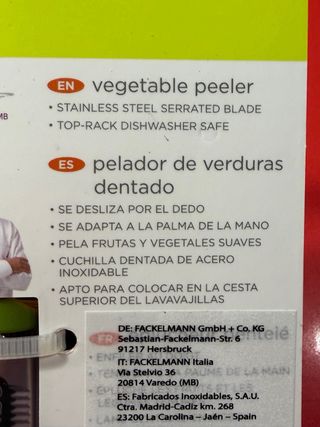 EN vegetable peeler
• STAINLESS STEEL SERRATED BLADE
• TOP-RACK DISHWASHER SAFE
ES pelador de verduras
dentado
• SE DESLIZA POR EL DEDO
• SE ADAPTA A LA PALMA DE LA MANO
• PELA FRUTAS Y VEGETALES SUAVES
• CUCHILLA DENTADA DE ACERO
INOXIDABLE
• APTO PARA COLOCAR EN LA CESTA
SUPERIOR DEL LAVAVAJILLAS
DE: FACKELMANN GmbH + Co. KG
Sebastian-Fackelmann-Str. 6
91217 Hersbruck
IT: FACKELMANN Italia
Via Stelvio 36
20814 Varedo (MB)
ES: Fabricados Inoxidables, S.A.U.
Ctra. Madrid-Cadiz km. 268
23200 La Carolina – Jaén – Spain